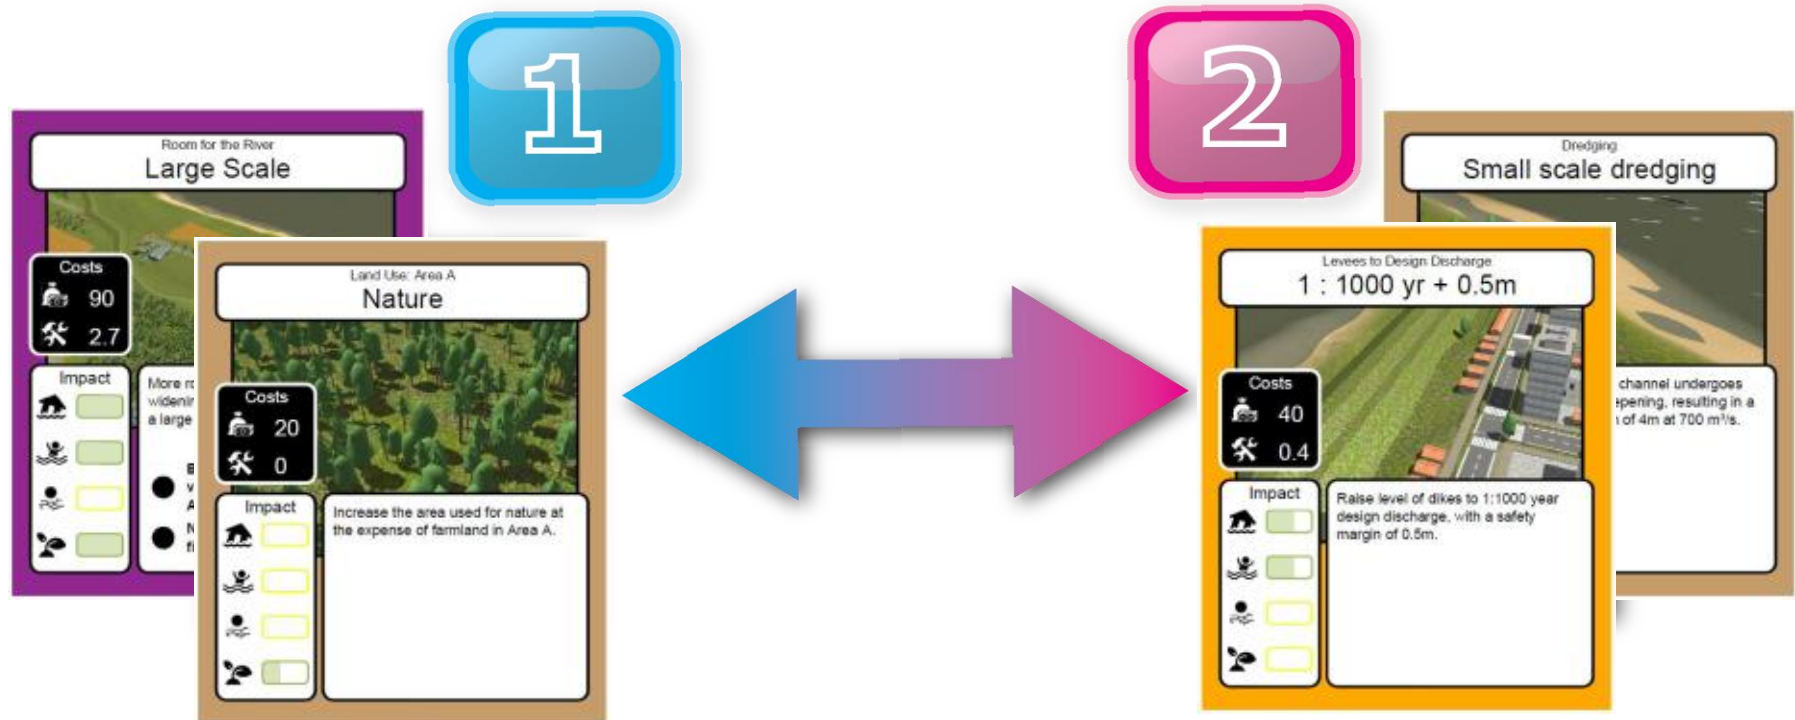 1
2
Room for the River
Large Scale
Costs
90
2.7
Impact
More
a large
Land Use: Area A
Nature
Costs
20
0
Impact
Increase the area used for nature at
the expense of farmland in Area A.
Levees to Design Discharge
1 : 1000 yr + 0.5m
Costs
40
0.4
Impact
Raise level of dikes to 1:1000 year
design discharge, with a safety
margin of 0.5m.
Dredging
Small scale dredging
channel undergoes
epening, resulting in a
of 4m at 700 m³/s.